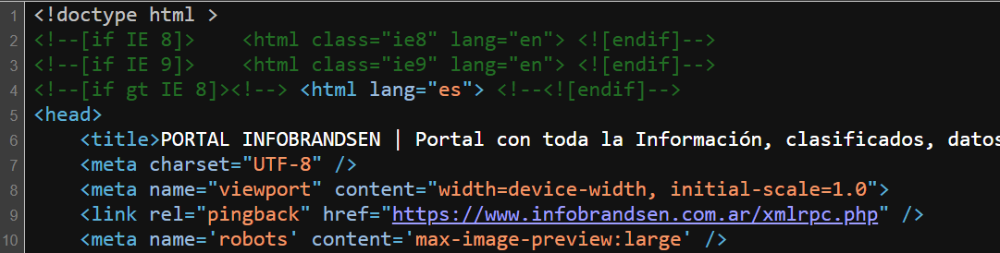 1 <!doctype html >
2 <!--[if IE 8]>    <html class="ie8" lang="en"> <![endif]-->
3 <!--[if IE 9]>    <html class="ie9" lang="en"> <![endif]-->
4 <!--[if gt IE 8]><!--> <html lang="es"> <!--<![endif]-->
5 <head>
6     <title>PORTAL INFOBRANDSEN | Portal con toda la Información, clasificados, datos
7     <meta charset="UTF-8" />
8     <meta name="viewport" content="width=device-width, initial-scale=1.0">
9     <link rel="pingback" href="https://www.infobrandsen.com.ar/xmlrpc.php" />
10     <meta name='robots' content='max-image-preview:large' />